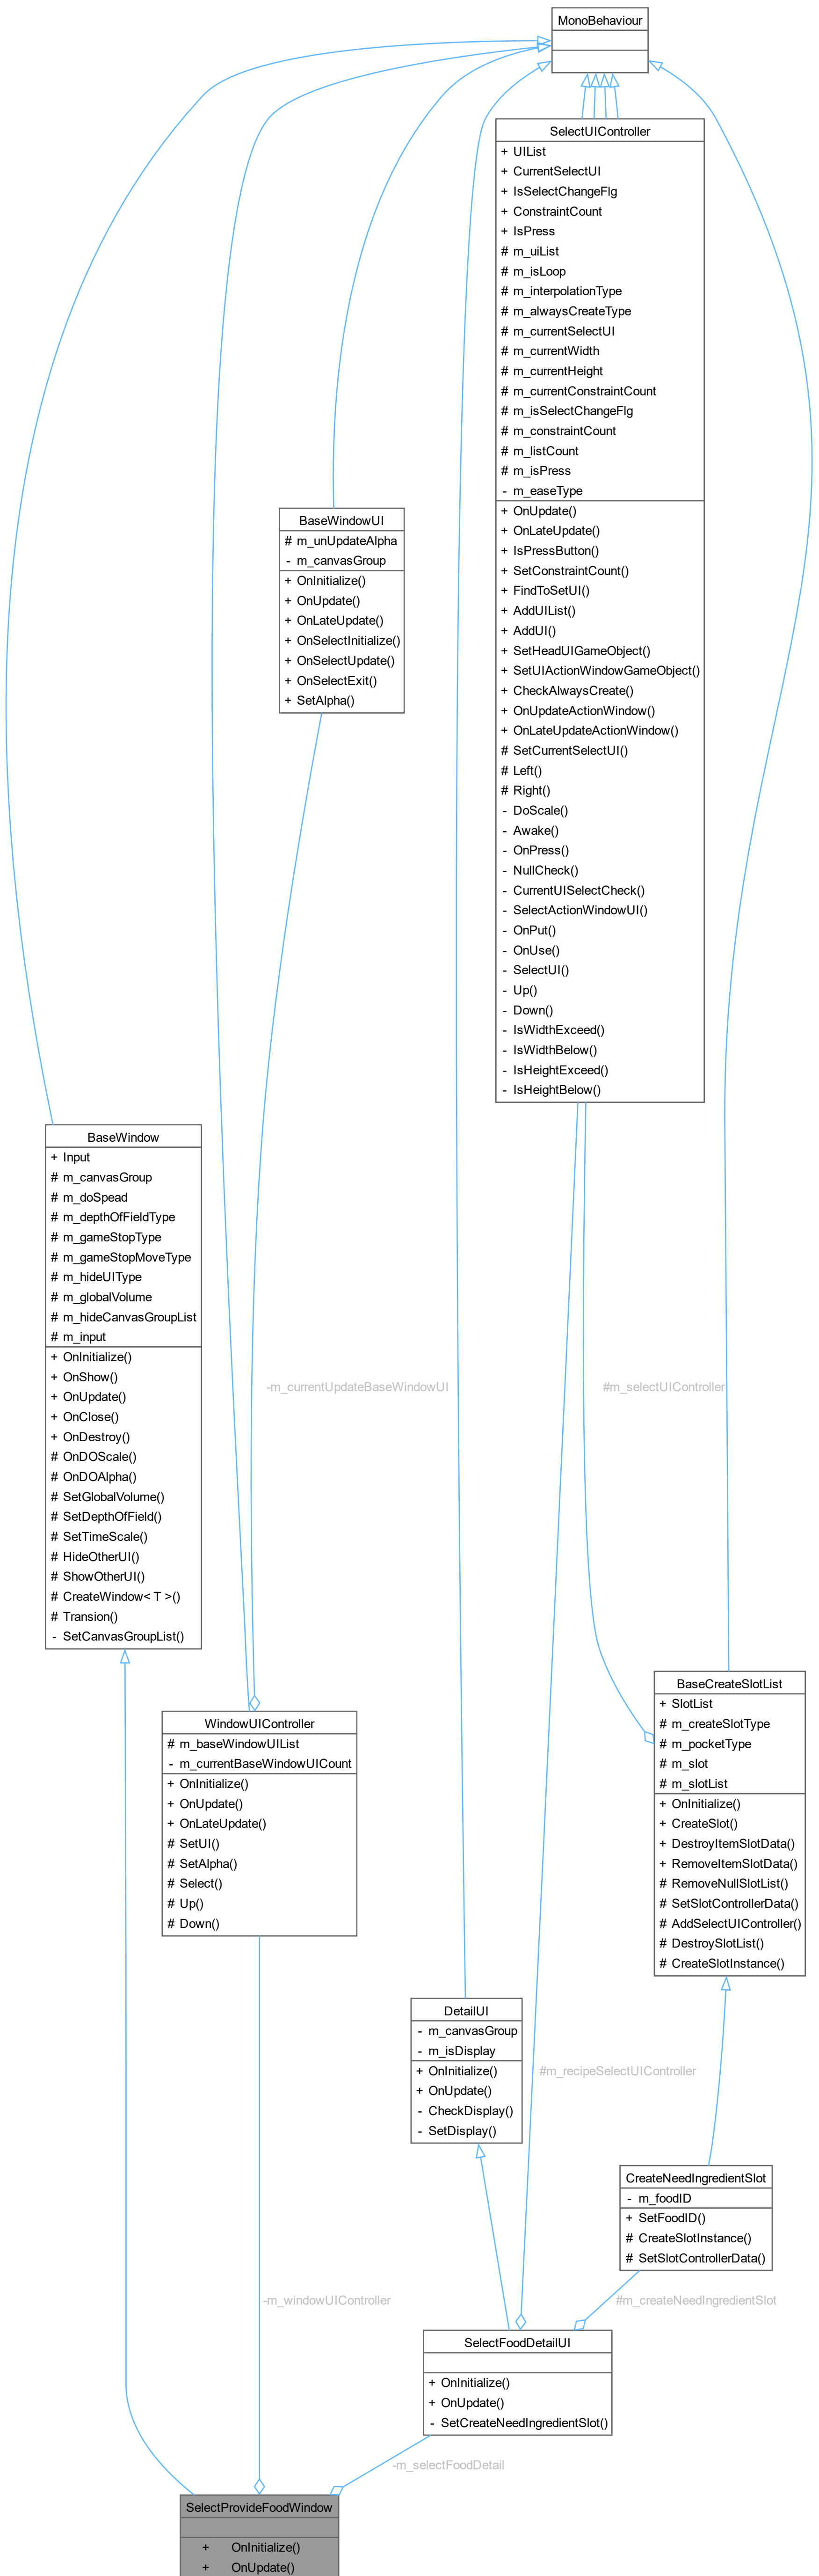 MonoBehaviour
SelectUIController
+ UIList
+ CurrentSelectUI
+ IsSelectChangeFlg
+ ConstraintCount
+ IsPress
# m_uiList
# m_isLoop
# m_interpolationType
# m_alwaysCreateType
# m_currentSelectUI
# m_currentWidth
# m_currentHeight
# m_currentConstraintCount
# m_isSelectChangeFlg
# m_constraintCount
# m_listCount
# m_isPress
- m_easeType
+ OnUpdate()
+ OnLateUpdate()
+ IsPressButton()
+ SetConstraintCount()
+ FindToSetUI()
+ AddUIList()
+ AddUI()
+ SetHeadUIGameObject()
+ SetUIActionWindowGameObject()
+ CheckAlwaysCreate()
+ OnUpdateActionWindow()
+ OnLateUpdateActionWindow()
# SetCurrentSelectUI()
# Left()
# Right()
- DoScale()
- Awake()
- OnPress()
- NullCheck()
- CurrentUISelectCheck()
- SelectActionWindowUI()
- OnPut()
- OnUse()
- SelectUI()
- Up()
- Down()
- IsWidthExceed()
- IsWidthBelow()
- IsHeightExceed()
- IsHeightBelow()
BaseWindowUI
# m_unUpdateAlpha
- m_canvasGroup
+ OnInitialize()
+ OnUpdate()
+ OnLateUpdate()
+ OnSelectInitialize()
+ OnSelectUpdate()
+ OnSelectExit()
+ SetAlpha()
BaseWindow
+ Input
# m_canvasGroup
# m_doSpead
# m_depthOfFieldType
# m_gameStopType
# m_gameStopMoveType
# m_hideUIType
# m_globalVolume
# m_hideCanvasGroupList
# m_input
+ OnInitialize()
+ OnShow()
+ OnUpdate()
+ OnClose()
+ OnDestroy()
# OnDOScale()
# OnDOAlpha()
# SetGlobalVolume()
# SetDepthOfField()
# SetTimeScale()
# HideOtherUI()
# ShowOtherUI()
# CreateWindow< T >()
# Transion()
- SetCanvasGroupList()
-m_currentUpdateBaseWindowUI
#m_selectUIController
BaseCreateSlotList
+ SlotList
# m_createSlotType
# m_pocketType
# m_slot
# m_slotList
+ OnInitialize()
+ CreateSlot()
+ DestroyItemSlotData()
+ RemoveItemSlotData()
# RemoveNullSlotList()
# SetSlotControllerData()
# AddSelectUIController()
# DestroySlotList()
# CreateSlotInstance()
WindowUIController
# m_baseWindowUIList
- m_currentBaseWindowUICount
+ OnInitialize()
+ OnUpdate()
+ OnLateUpdate()
# SetUI()
# SetAlpha()
# Select()
# Up()
# Down()
DetailUI
- m_canvasGroup
- m_isDisplay
+ OnInitialize()
+ OnUpdate()
- CheckDisplay()
- SetDisplay()
#m_recipeSelectUIController
CreateNeedIngredientSlot
- m_foodID
+ SetFoodID()
# CreateSlotInstance()
# SetSlotControllerData()
-m_windowUIController
#m_createNeedIngredientSlot
SelectFoodDetailUI
+ OnInitialize()
+ OnUpdate()
- SetCreateNeedIngredientSlot()
-m_selectFoodDetail
SelectProvideFoodWindow
+ OnInitialize()
+ OnUpdate()